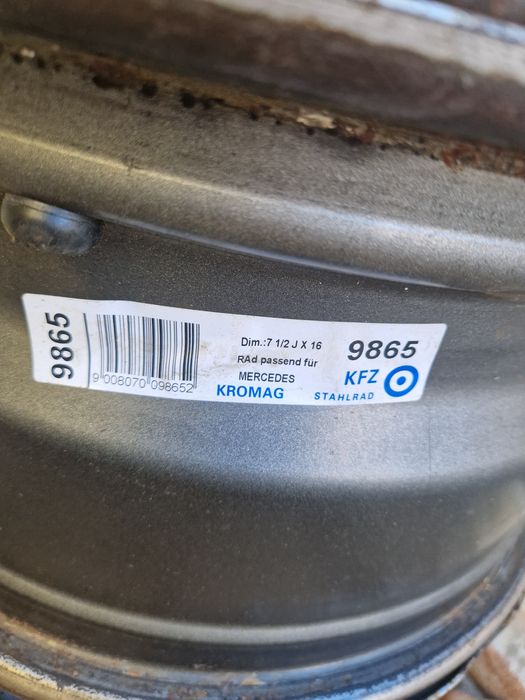 9865
9 008070 098652
Dim.:7 1/2 J X 16
RAd passend für
MERCEDES
KROMAG
9865
KFZ
STAHLRAD